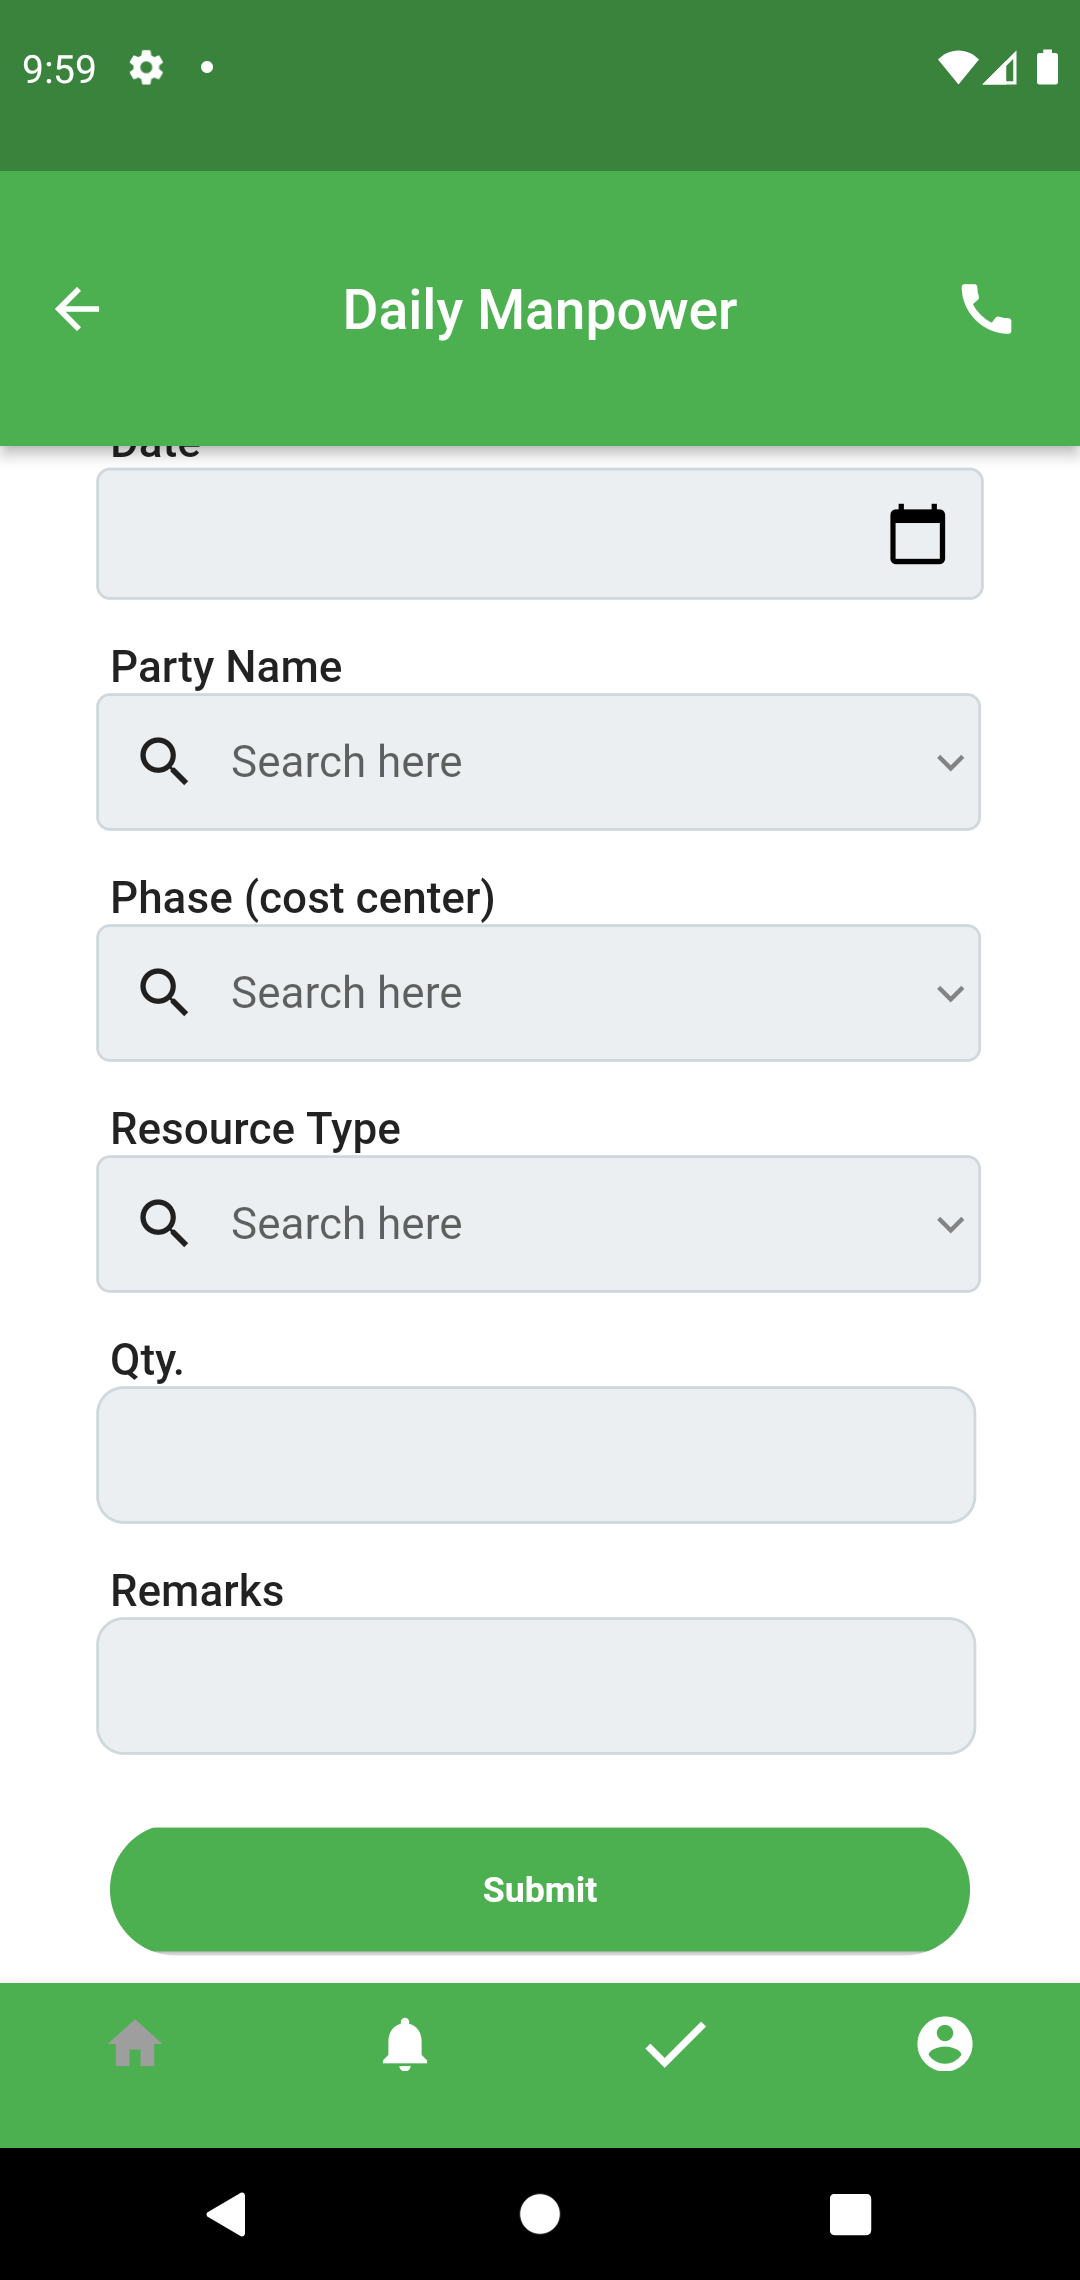 9:59
Daily Manpower
Date
Party Name
Search here
Phase (cost center)
Search here
Resource Type
Search here
Qty.
Remarks
Submit